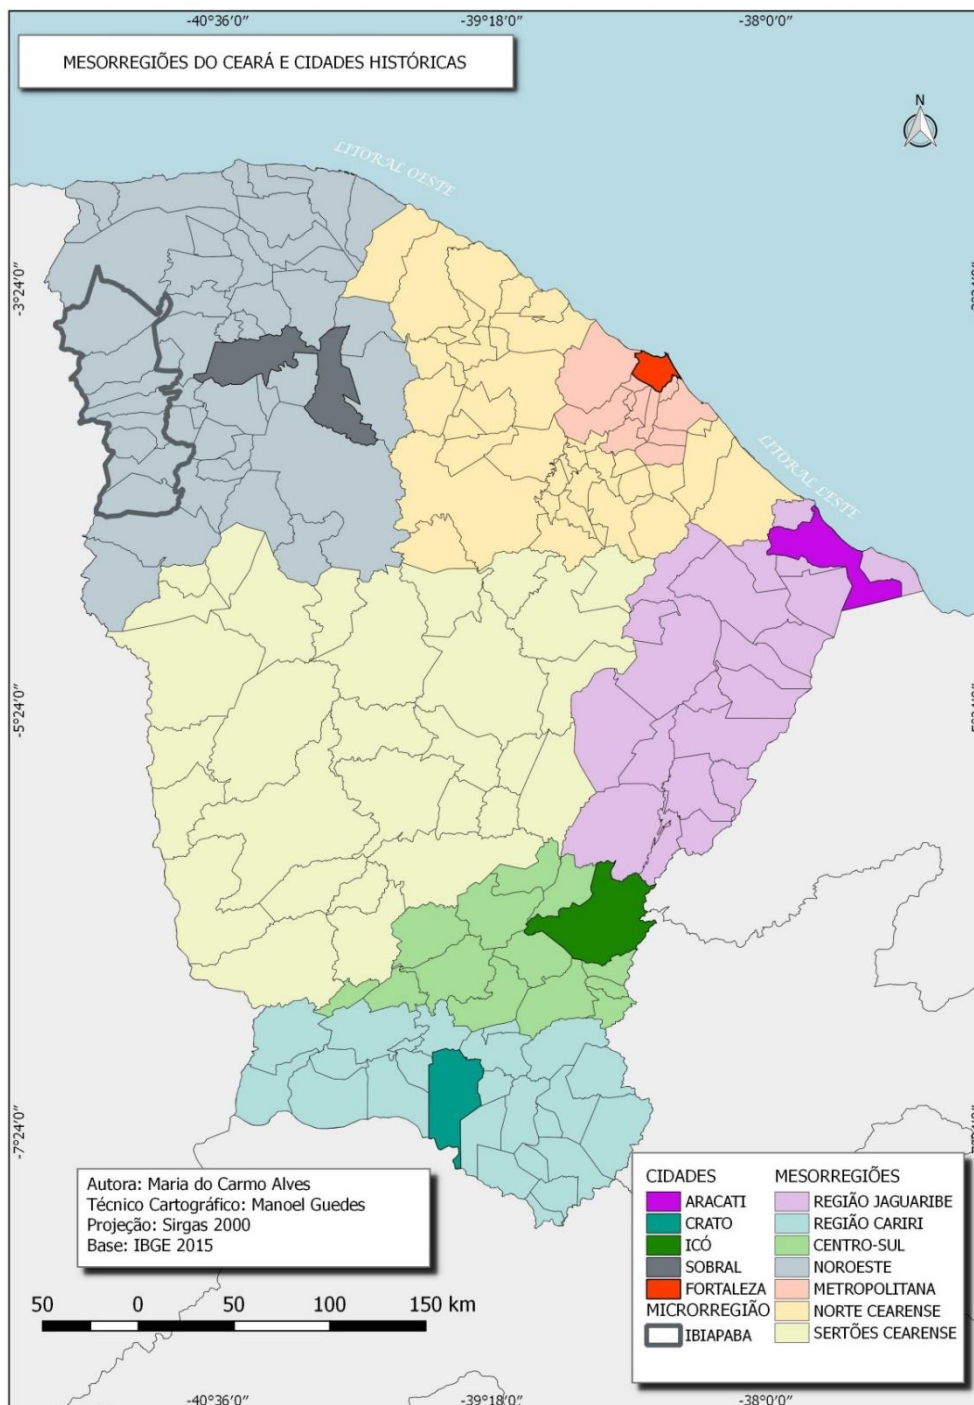 -40°36'0"
-39°18'0"
-38°0'0"
MESORREGIÕES DO CEARÁ E CIDADES HISTÓRICAS
N
LITORAL OESTE
-3°24'0"
LITORAL LESTE
-5°24'0"
-7°24'0"
Autora: Maria do Carmo Alves
Técnico Cartográfico: Manoel Guedes
Projeção: Sirgas 2000
Base: IBGE 2015
50 0 50 100 150 km
CIDADES
ARACATI
CRATO
ICÓ
SOBRAL
FORTALEZA
MICRORREGIÃO
IBIAPABA
MESORREGIÕES
REGIÃO JAGUARIBE
REGIÃO CARIRI
CENTRO-SUL
NOROESTE
METROPOLITANA
NORTE CEARENSE
SERTÕES CEARENSE
-40°36'0"
-39°18'0"
-38°0'0"